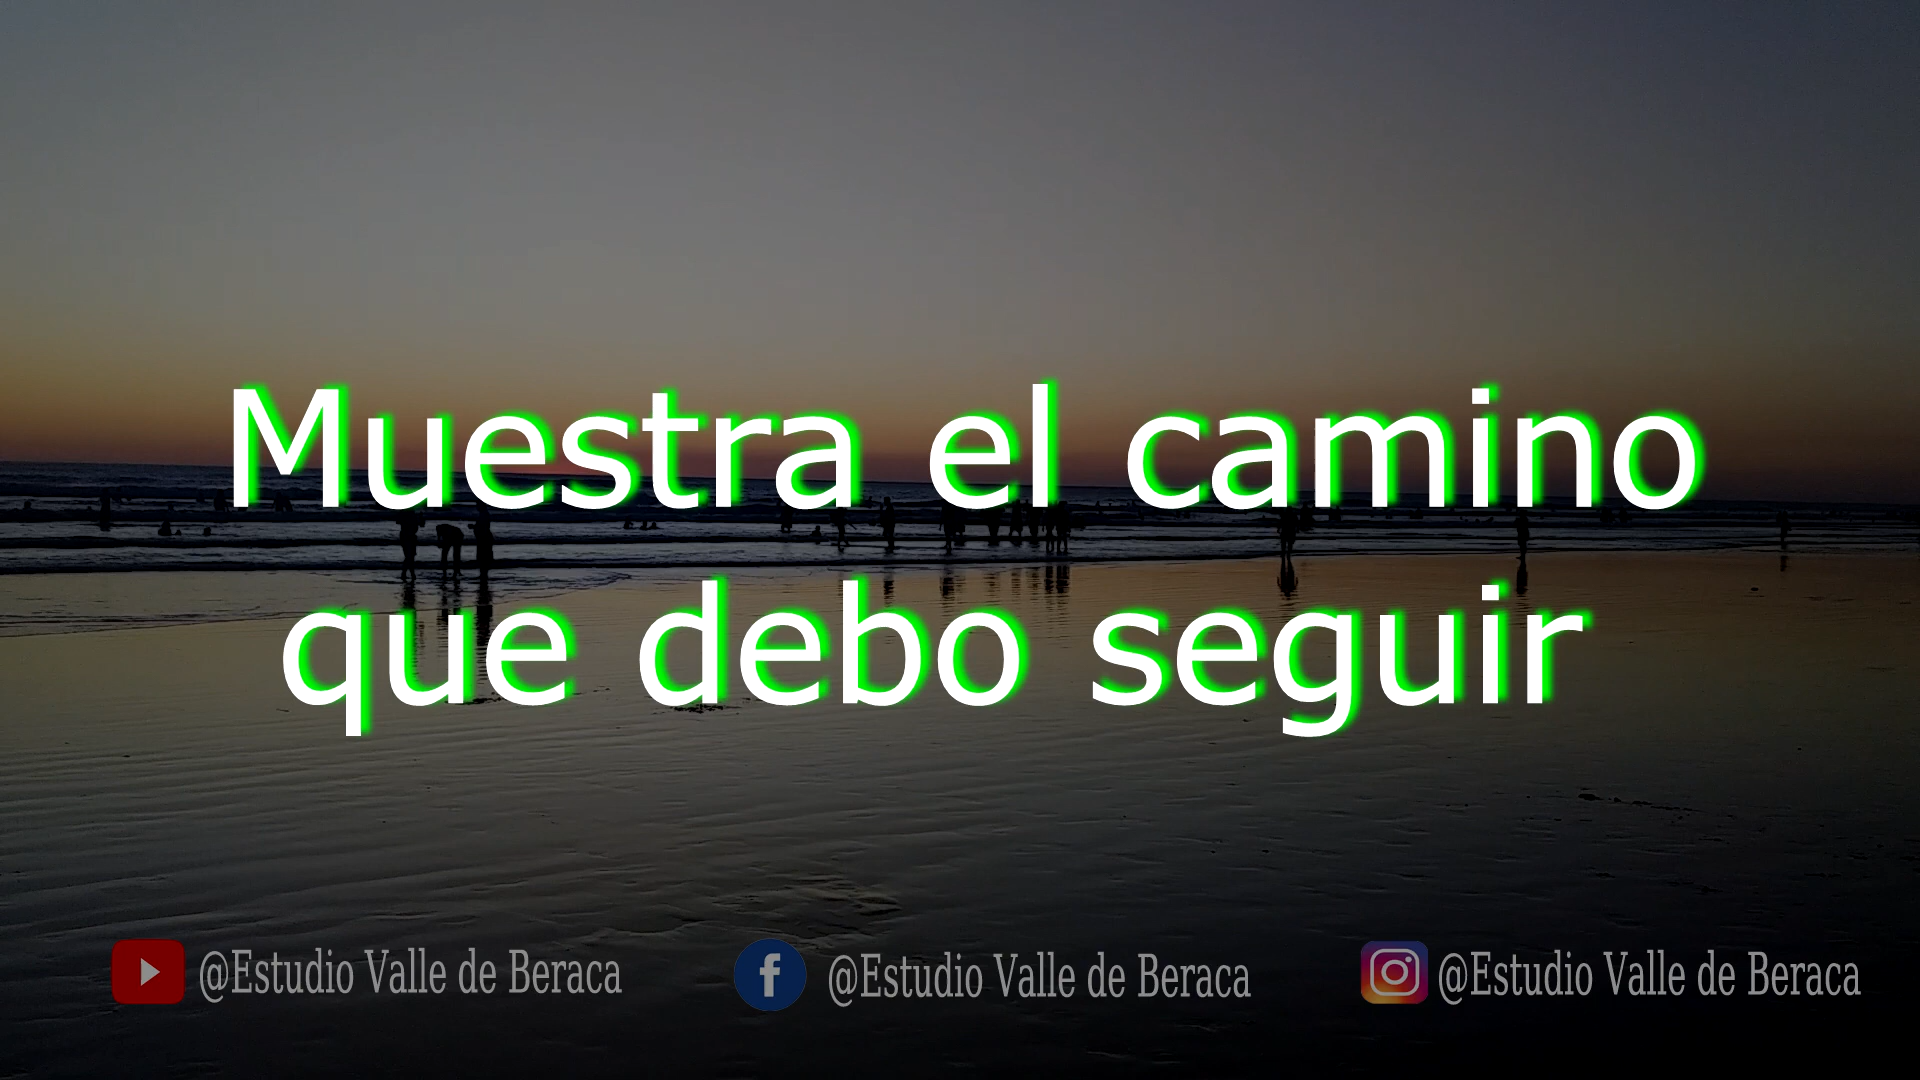 Muestra el camino
que debo seguir
@Estudio Valle de Beraca
@Estudio Valle de Beraca
@Estudio Valle de Beraca